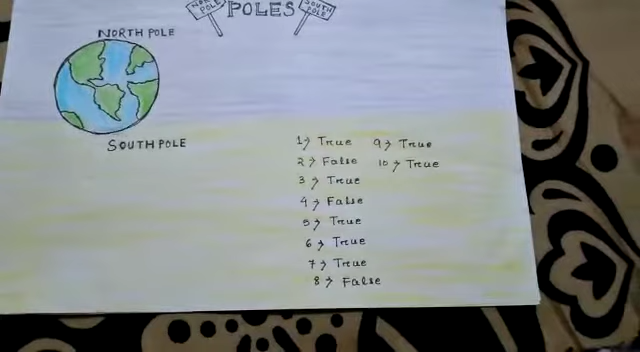 NORTH POLE
POLES
SOUTH POLE
NORTH POLE
SOUTH POLE
1) True
2) False
3) True
4) False
5) True
6) True
7) True
8) False
9) True
10) True